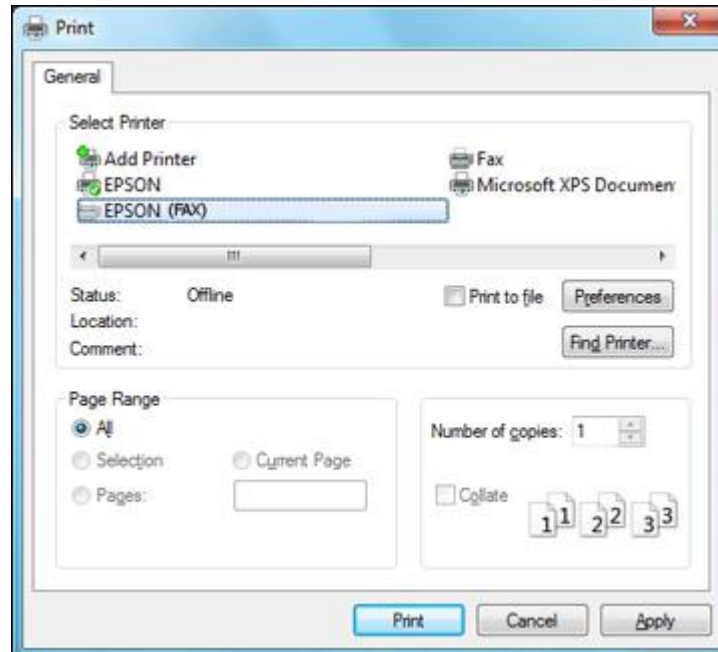 Print
General
Select Printer
Add Printer
Fax
EPSON
Microsoft XPS Documen
EPSON (FAX)
Status: Offline
Print to file
Preferences
Location:
Find Printer...
Comment:
Page Range
All
Number of copies: 1
Selection
Current Page
Pages:
Collate
1 1 2 2 3 3
Print
Cancel
Apply